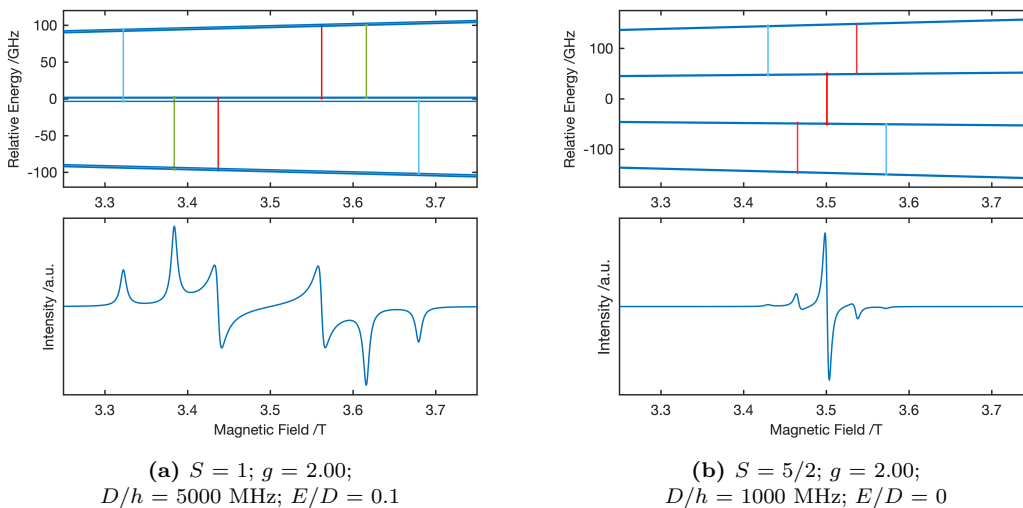 Relative Energy /GHz
100
50
0
-50
-100
3.3
3.4
3.5
3.6
3.7
Intensity /a.u.
3.3
3.4
3.5
3.6
3.7
Magnetic Field /T
(a) S = 1; g = 2.00;
D/h = 5000 MHz; E/D = 0.1
Relative Energy /GHz
100
0
-100
3.3
3.4
3.5
3.6
3.7
Intensity /a.u.
3.3
3.4
3.5
3.6
3.7
Magnetic Field /T
(b) S = 5/2; g = 2.00;
D/h = 1000 MHz; E/D = 0